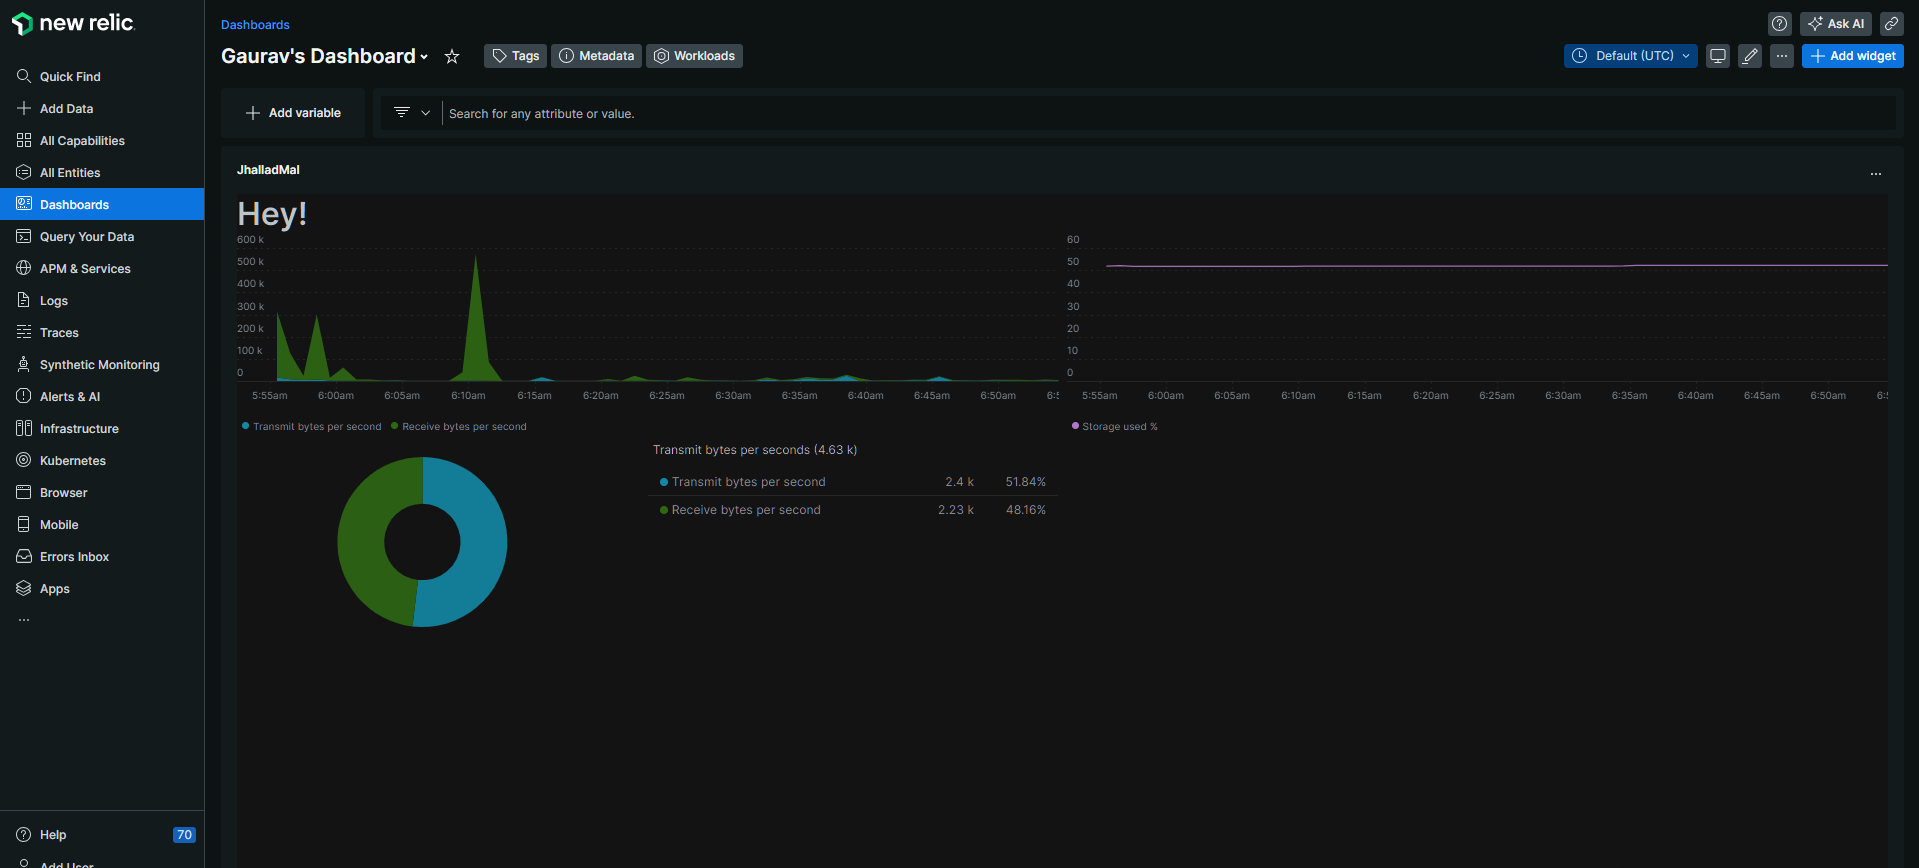 new relic
Quick Find
Add Data
All Capabilities
All Entities
Dashboards
Query Your Data
APM & Services
Logs
Traces
Synthetic Monitoring
Alerts & AI
Infrastructure
Kubernetes
Browser
Mobile
Errors Inbox
Apps
...
Help 70
Add User
Dashboards
Ask AI
Gaurav's Dashboard
Tags
Metadata
Workloads
Default (UTC)
...
Add widget
Add variable
Search for any attribute or value.
JhalladMal
...
Hey!
600 k
500 k
400 k
300 k
200 k
100 k
0
5:55am 6:00am 6:05am 6:10am 6:15am 6:20am 6:25am 6:30am 6:35am 6:40am 6:45am 6:50am 6:5
Transmit bytes per second Receive bytes per second
60
50
40
30
20
10
0
5:55am 6:00am 6:05am 6:10am 6:15am 6:20am 6:25am 6:30am 6:35am 6:40am 6:45am 6:50am 6:5
Storage used %
Transmit bytes per seconds (4.63 k)
Transmit bytes per second 2.4 k 51.84%
Receive bytes per second 2.23 k 48.16%